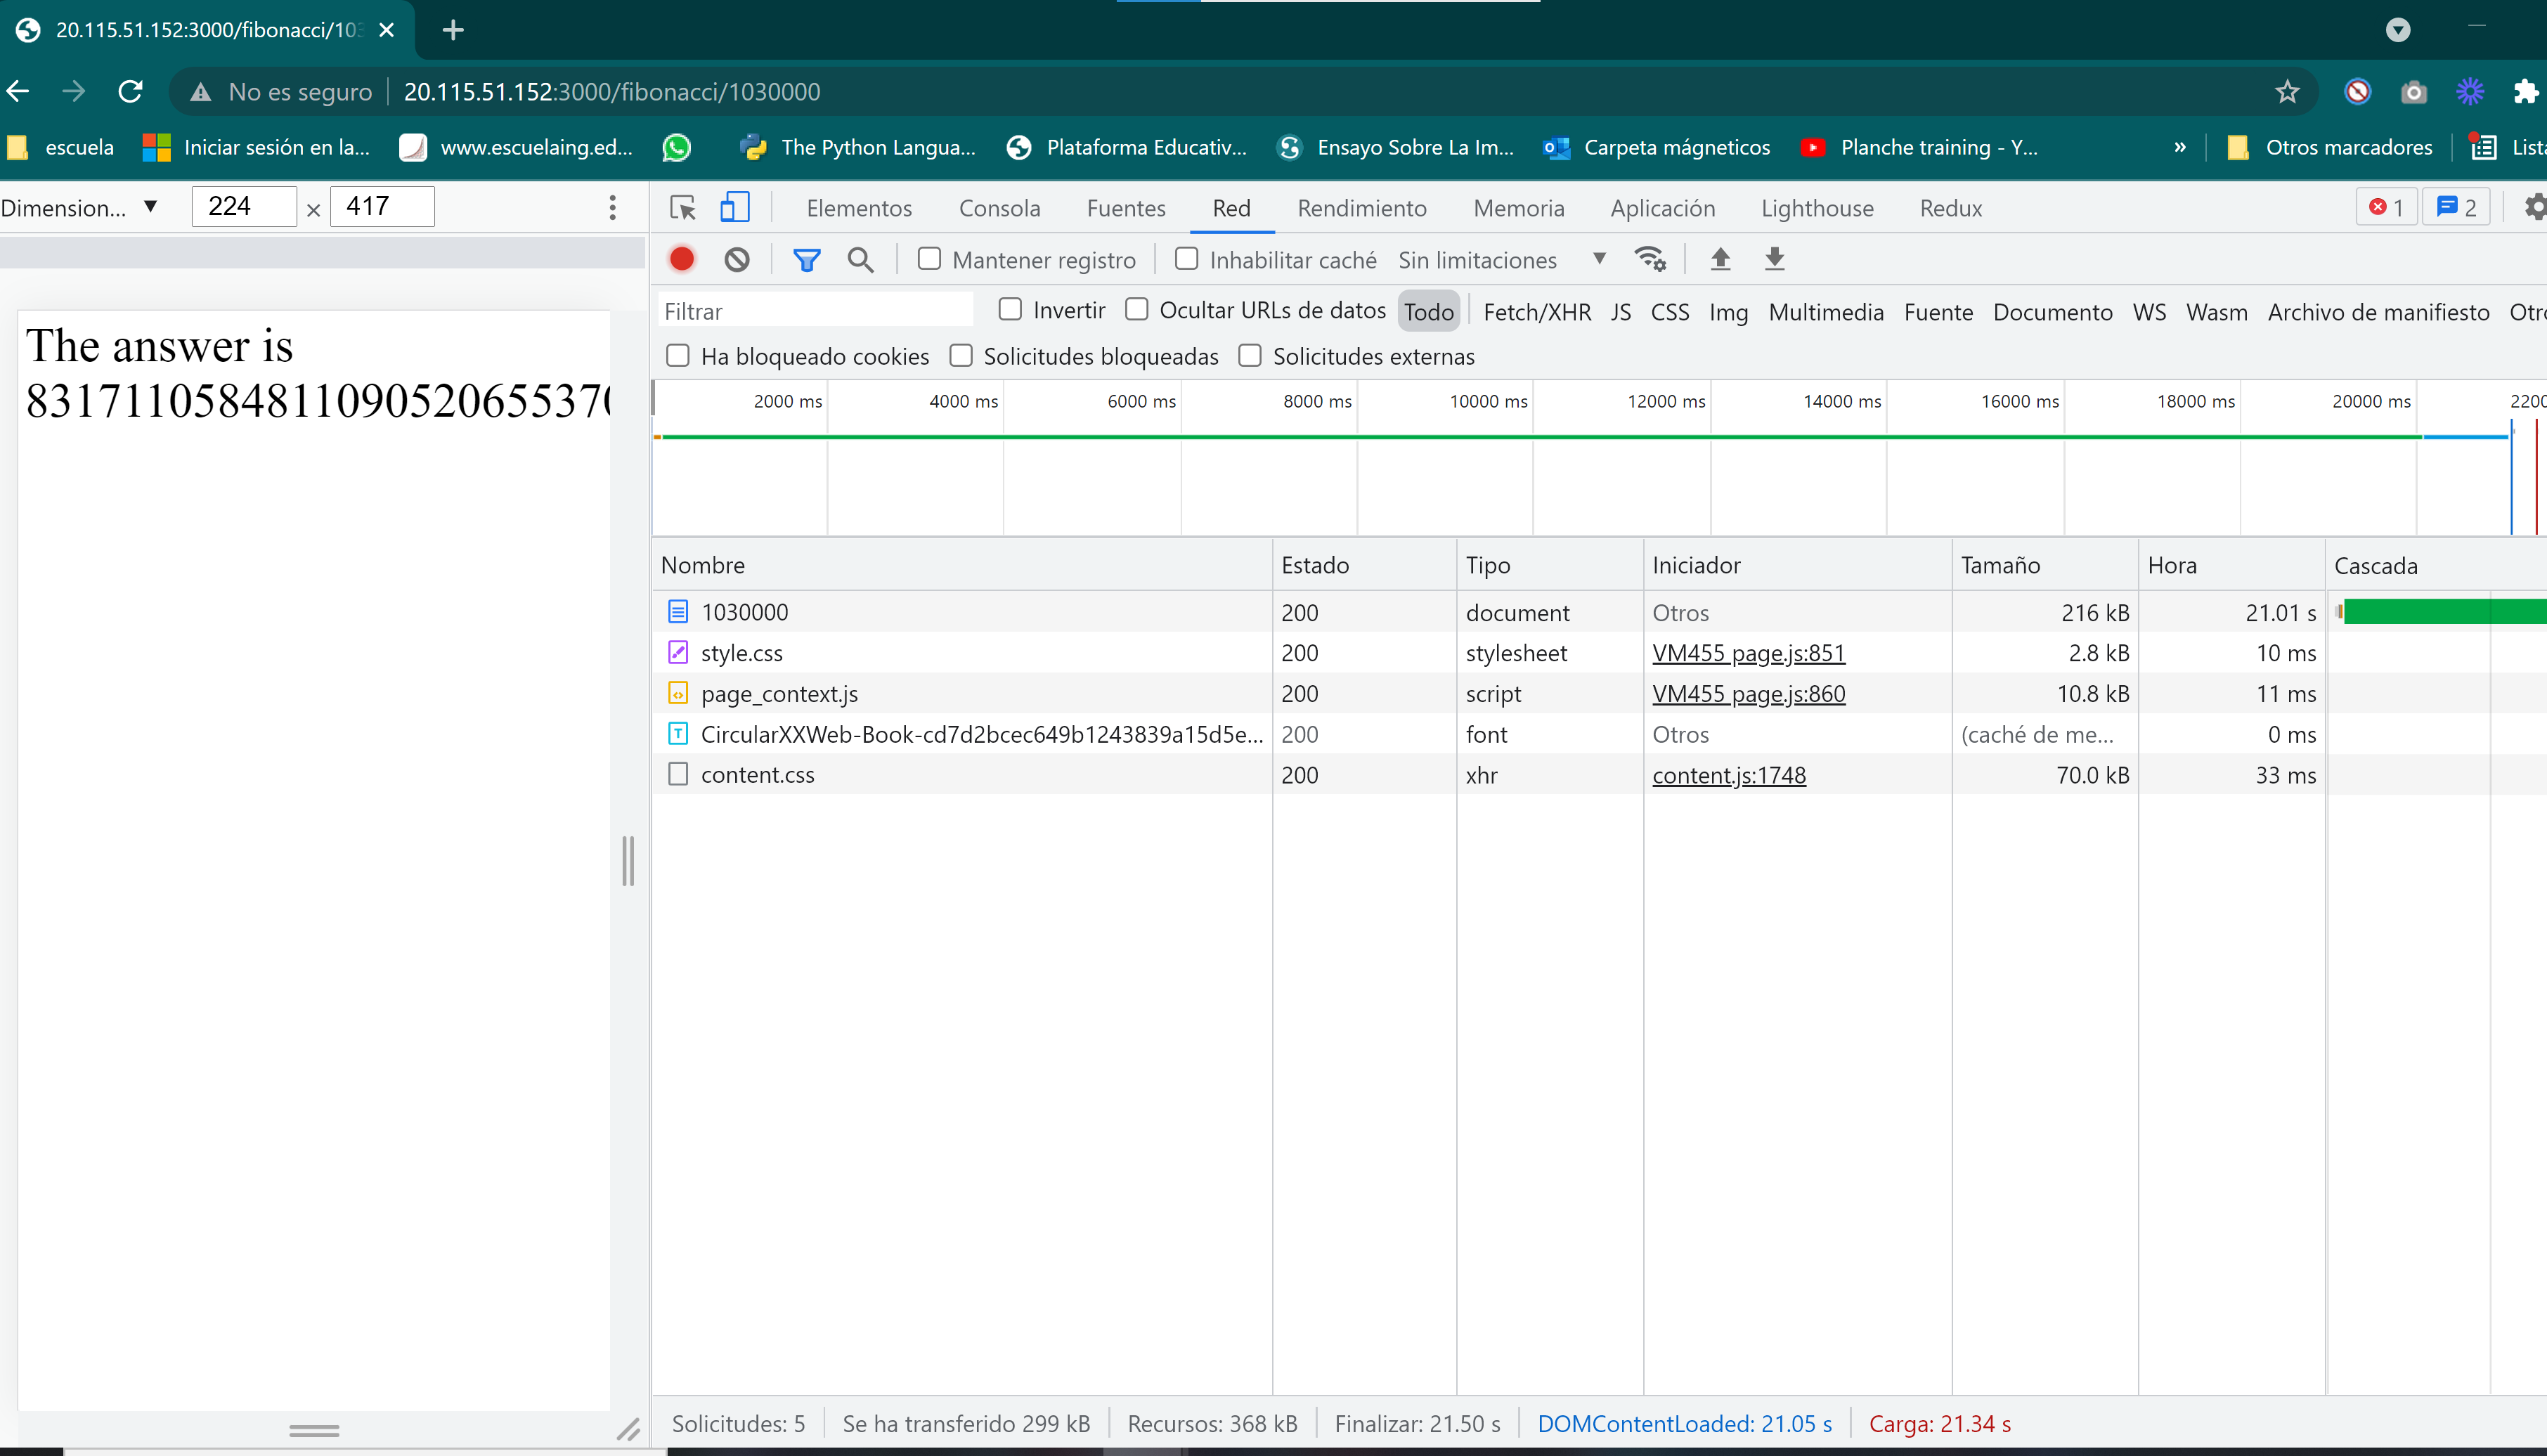 20.115.51.152:3000/fibonacci/103
No es seguro 20.115.51.152:3000/fibonacci/1030000
escuela Iniciar sesión en la... www.escuelaing.ed... The Python Langua... Plataforma Educativ... Ensayo Sobre La Im... Carpeta mágneticos Planche training - Y... » Otros marcadores Lista
Dimension... 224 × 417
Elementos Consola Fuentes Red Rendimiento Memoria Aplicación Lighthouse Redux 1 2
Mantener registro Inhabilitar caché Sin limitaciones
Filtrar Invertir Ocultar URLs de datos Todo Fetch/XHR JS CSS Img Multimedia Fuente Documento WS Wasm Archivo de manifiesto Otro
Ha bloqueado cookies Solicitudes bloqueadas Solicitudes externas
The answer is
8317110584811090520655370
2000 ms 4000 ms 6000 ms 8000 ms 10000 ms 12000 ms 14000 ms 16000 ms 18000 ms 20000 ms 2200
Nombre Estado Tipo Iniciador Tamaño Hora Cascada
1030000 200 document Otros 216 kB 21.01 s
style.css 200 stylesheet VM455 page.js:851 2.8 kB 10 ms
page_context.js 200 script VM455 page.js:860 10.8 kB 11 ms
CircularXXWeb-Book-cd7d2bcec649b1243839a15d5e... 200 font Otros (caché de me... 0 ms
content.css 200 xhr content.js:1748 70.0 kB 33 ms
Solicitudes: 5 Se ha transferido 299 kB Recursos: 368 kB Finalizar: 21.50 s DOMContentLoaded: 21.05 s Carga: 21.34 s